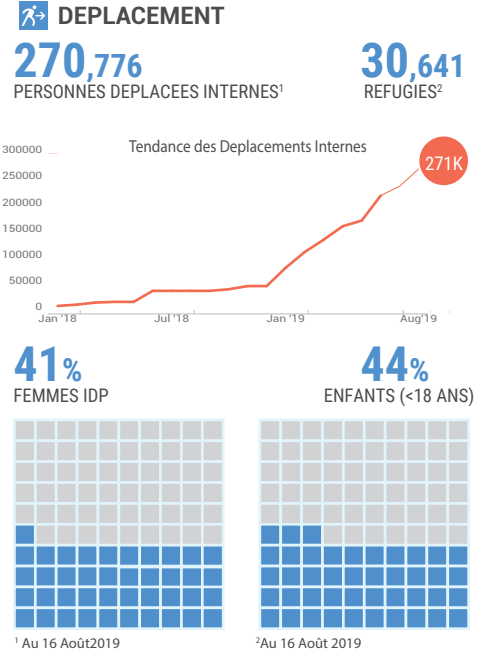 DEPLACEMENT
270,776
PERSONNES DEPLACEES INTERNES¹
30,641
REFUGIES²
Tendance des Deplacements Internes
300000
250000
200000
150000
100000
50000
0
271K
Jan '18
Jul '18
Jan '19
Aug'19
41%
FEMMES IDP
44%
ENFANTS (<18 ANS)
¹ Au 16 Août2019
²Au 16 Août 2019